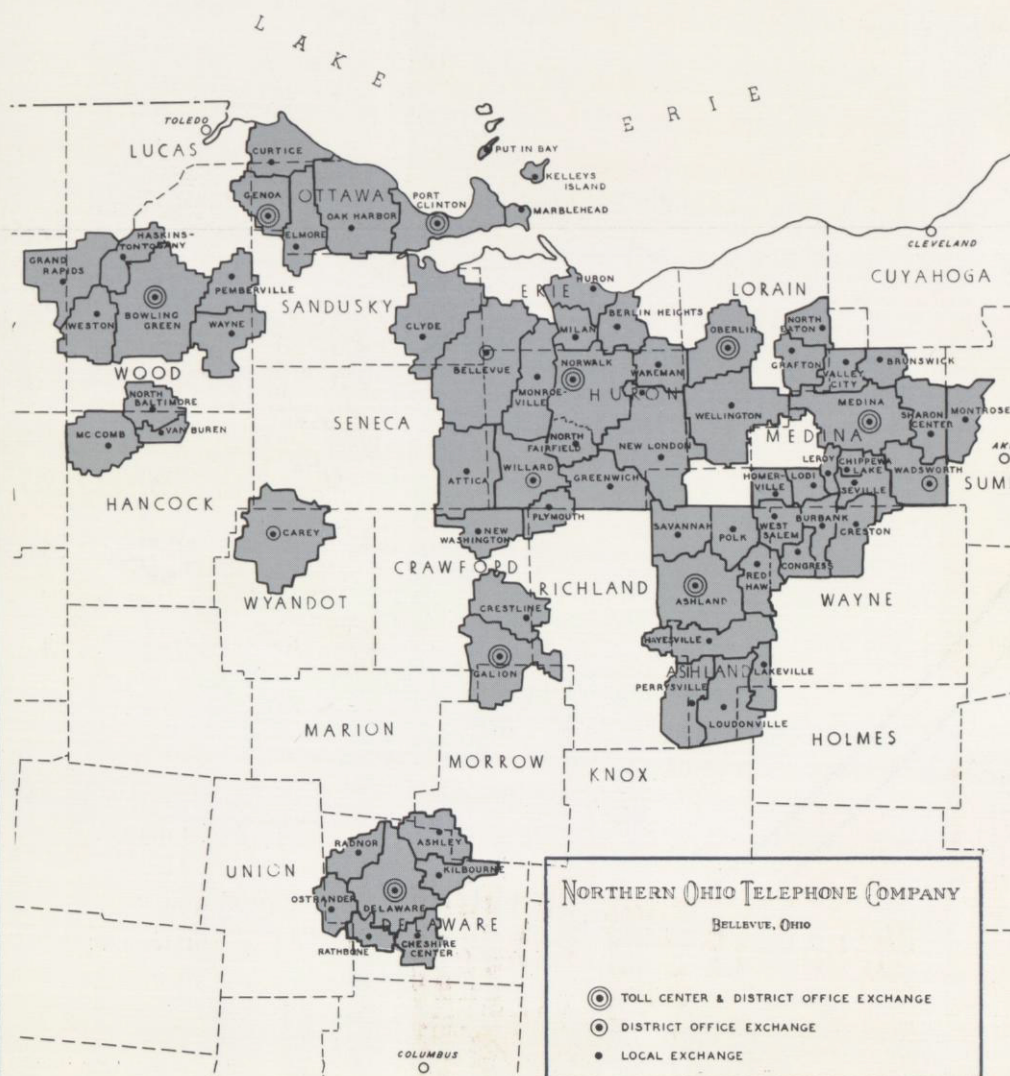 LAKE
ERIE
TOLEDO
LUCAS
CURTICE
PUT IN BAY
KELLEYS
ISLAND
GENOA
OTTAWA
PORT
CLINTON
MARBLEHEAD
OAK HARBOR
ELMORE
CLEVELAND
HASKINS-
TONTOGANY
GRAND
RAPIDS
PEMBERVILLE
BOWLING
GREEN
WESTON
WAYNE
WOOD
SANDUSKY
HURON
ERIE
LORAIN
CUYAHOGA
CLYDE
MILAN
BERLIN HEIGHTS
OBERLIN
NORTH
EATON
BELLEVUE
NORWALK
WAKEMAN
GRAFTON
VALLEY
CITY
BRUNSWICK
NORTH
BALTIMORE
VAN BUREN
MC COMB
SENECA
MONROE-
VILLE
HURON
WELLINGTON
MEDINA
SHARON
CENTER
MONTROSE
MEDINA
NORTH
FAIRFIELD
NEW LONDON
AK
SUM
HANCOCK
ATTICA
WILLARD
GREENWICH
LEROY
CHIPPEWA
LAKE
WADSWORTH
HOMER-
VILLE
LODI
SEVILLE
PLYMOUTH
NEW
WASHINGTON
SAVANNAH
POLK
WEST
SALEM
BURBANK
CRESTON
CONGRESS
CAREY
WYANDOT
CRAWFORD
RICHLAND
RED
HAW
WAYNE
CRESTLINE
ASHLAND
HAYESVILLE
GALION
ASHLAND
LAKEVILLE
PERRYSVILLE
LOUDONVILLE
MARION
MORROW
KNOX
HOLMES
UNION
RADNOR
ASHLEY
KILBOURNE
OSTRANDER
DELAWARE
DELAWARE
RATHBONE
CHESHIRE
CENTER
COLUMBUS
NORTHERN OHIO TELEPHONE COMPANY
BELLEVUE, OHIO
TOLL CENTER & DISTRICT OFFICE EXCHANGE
DISTRICT OFFICE EXCHANGE
LOCAL EXCHANGE